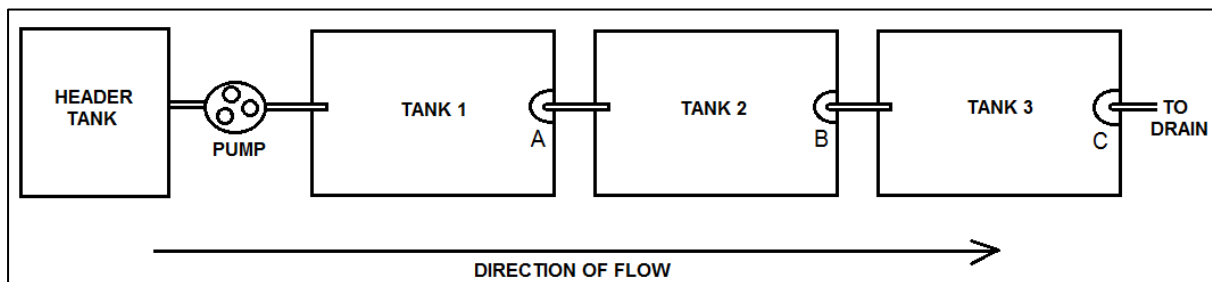 HEADER
TANK
PUMP
TANK 1
A
TANK 2
B
TANK 3
C
TO
DRAIN
DIRECTION OF FLOW